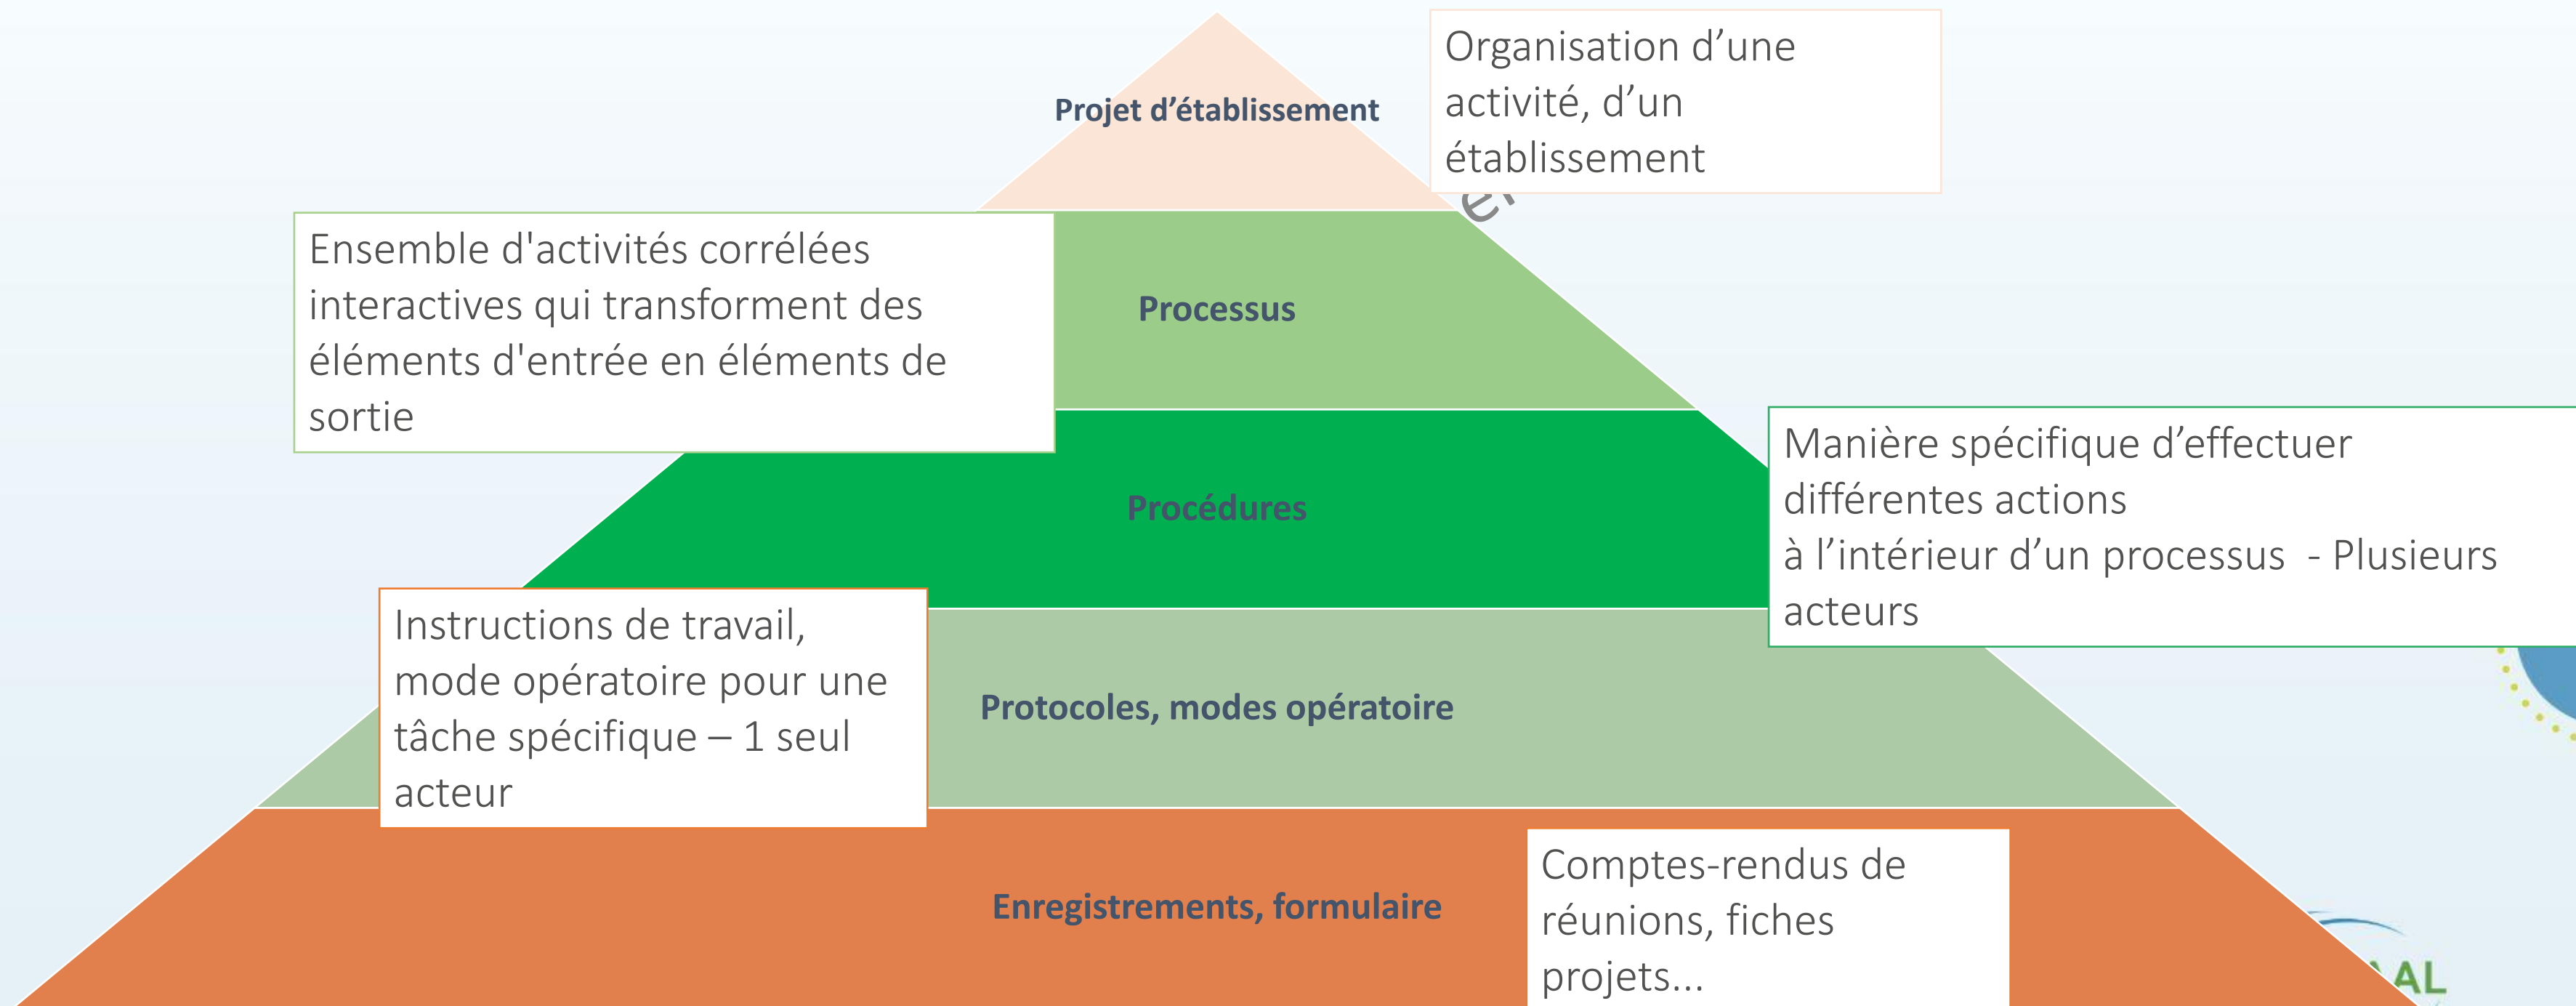 Projet d’établissement
Organisation d’une
activité, d’un
établissement
Ensemble d'activités corrélées
interactives qui transforment des
éléments d'entrée en éléments de
sortie
Processus
Procédures
Manière spécifique d’effectuer
différentes actions
à l’intérieur d’un processus - Plusieurs
acteurs
Instructions de travail,
mode opératoire pour une
tâche spécifique – 1 seul
acteur
Protocoles, modes opératoire
Enregistrements, formulaire
Comptes-rendus de
réunions, fiches
projets...